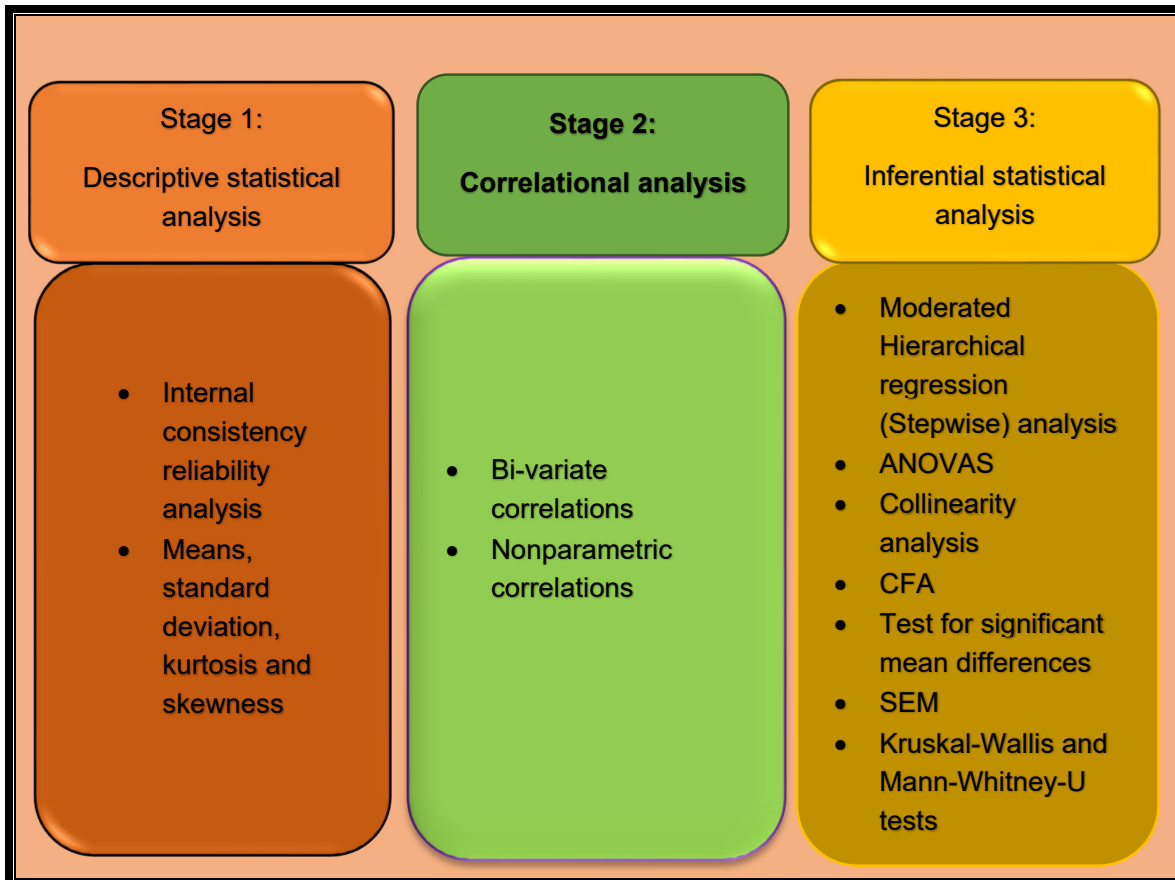 Stage 1:
Descriptive statistical
analysis
• Internal
consistency
reliability
analysis
• Means,
standard
deviation,
kurtosis and
skewness
Stage 2:
Correlational analysis
• Bi-variate
correlations
• Nonparametric
correlations
Stage 3:
Inferential statistical
analysis
• Moderated
Hierarchical
regression
(Stepwise) analysis
• ANOVAS
• Collinearity
analysis
• CFA
• Test for significant
mean differences
• SEM
• Kruskal-Wallis and
Mann-Whitney-U
tests